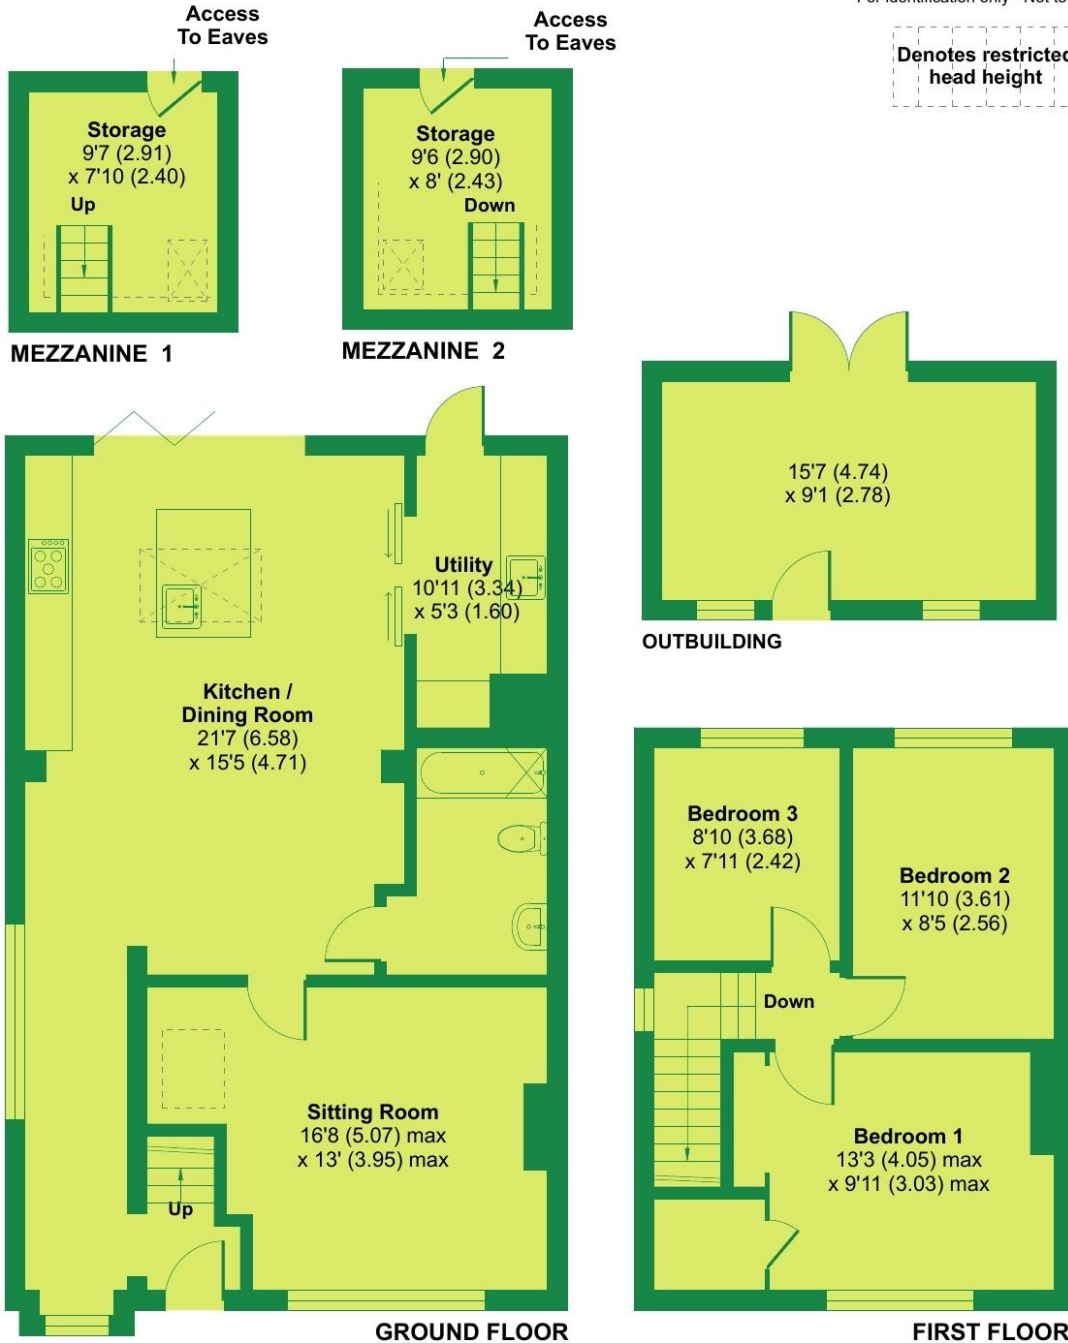 For identification only - Not to
Denotes restricted
head height
Access
To Eaves
Storage
9'7 (2.91)
x 7'10 (2.40)
Up
MEZZANINE 1
Access
To Eaves
Storage
9'6 (2.90)
x 8' (2.43)
Down
MEZZANINE 2
15'7 (4.74)
x 9'1 (2.78)
OUTBUILDING
Utility
10'11 (3.34)
x 5'3 (1.60)
Kitchen /
Dining Room
21'7 (6.58)
x 15'5 (4.71)
Sitting Room
16'8 (5.07) max
x 13' (3.95) max
Up
GROUND FLOOR
Bedroom 3
8'10 (3.68)
x 7'11 (2.42)
Bedroom 2
11'10 (3.61)
x 8'5 (2.56)
Down
Bedroom 1
13'3 (4.05) max
x 9'11 (3.03) max
FIRST FLOOR